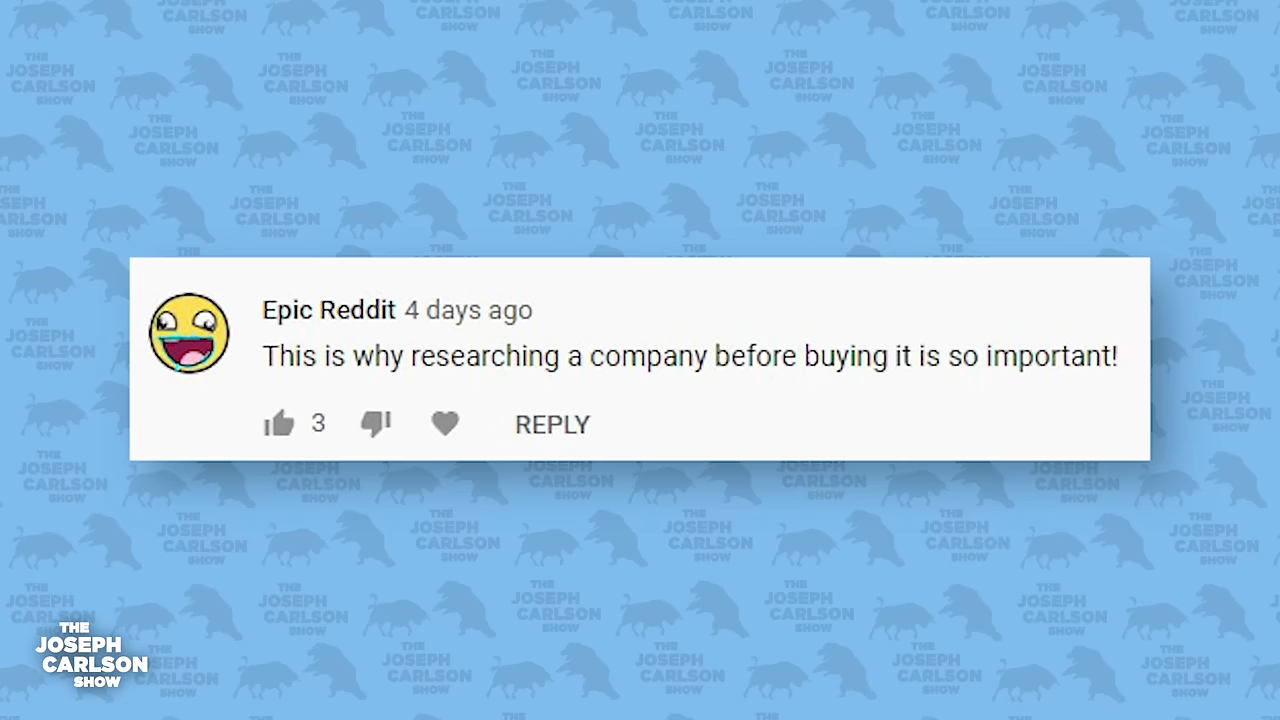 Epic Reddit 4 days ago
This is why researching a company before buying it is so important!
3
REPLY
THE
JOSEPH
CARLSON
SHOW